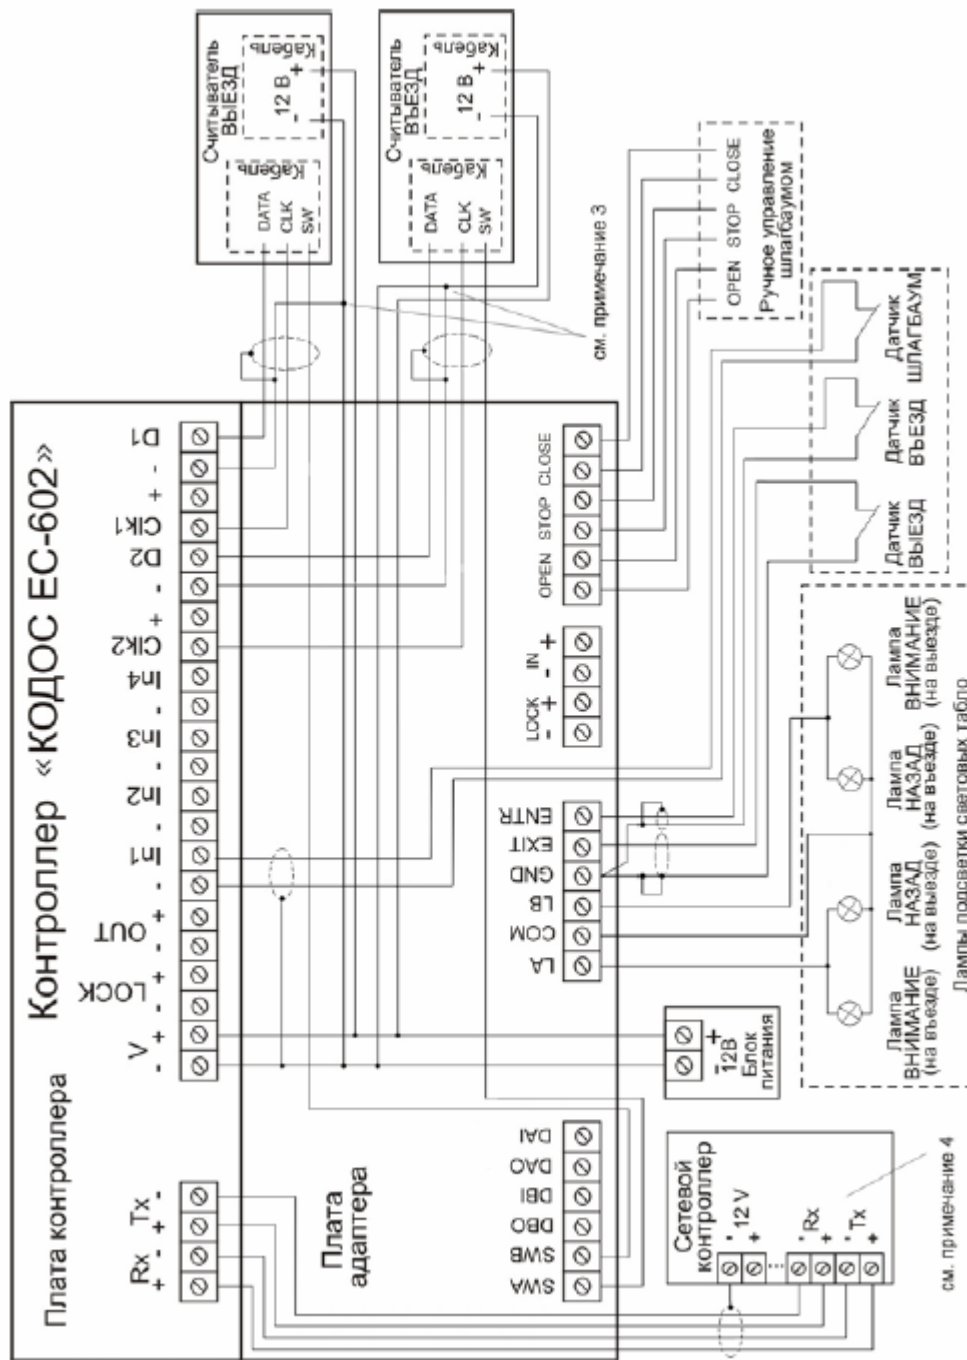 Контроллер «КОДОС ЕС-602»
Плата контроллера
Rx Tx
+ - + -
V LOCK OUT
- + - + - + - In1 - In2 - In3 - In4 Clk2 + - D2 Clk1 + - D1
Плата
адаптера
SWA SWB DBO DBI DAO DAI
LA COM LB GND EXIT ENTR
LOCK IN
- + - +
OPEN STOP CLOSE
Считыватель
ВЫЕЗД
Кабель
DATA
CLK
SW
Кабель
12 В
- +
Считыватель
ВЪЕЗД
Кабель
DATA
CLK
SW
Кабель
12 В
- +
см. примечание 3
OPEN STOP CLOSE
Ручное управление
шлагбаумом
Датчик
ВЫЕЗД
Датчик
ВЪЕЗД
Датчик
ШЛАГБАУМ
- +
12В
Блок
питания
Сетевой
контроллер
- 12 V
+
...
- Rx
+
- Tx
+
см. примечание 4
Лампа
ВНИМАНИЕ
(на въезде)
Лампа
НАЗАД
(на выезде)
Лампа
НАЗАД
(на въезде)
Лампа
ВНИМАНИЕ
(на выезде)
Лампы подсветки световых табло